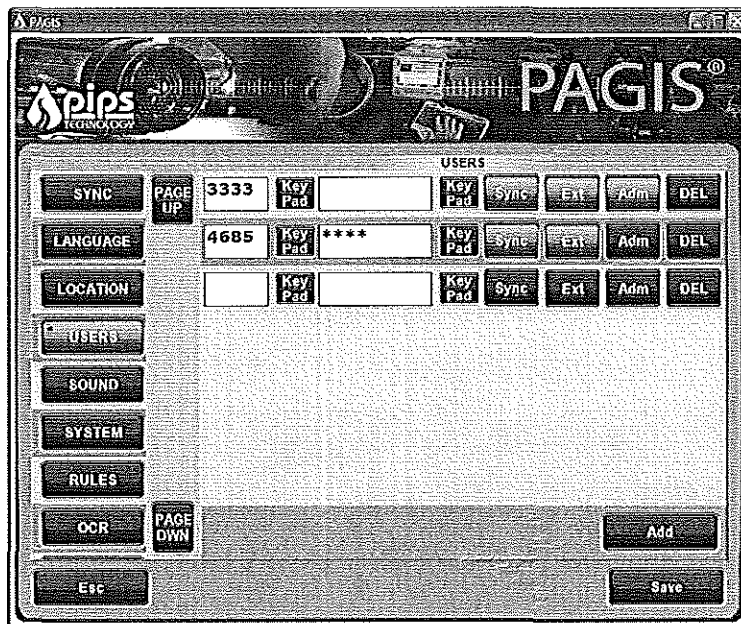 PAGIS
pips PAGIS®
TECHNOLOGY
USERS
SYNC PAGE UP 3333 Key Pad Key Pad Sync Ext Adm DEL
LANGUAGE 4685 Key Pad **** Key Pad Sync Ext Adm DEL
LOCATION Key Pad Key Pad Sync Ext Adm DEL
USERS
SOUND
SYSTEM
RULES
OCR PAGE DWN Add
Esc Save